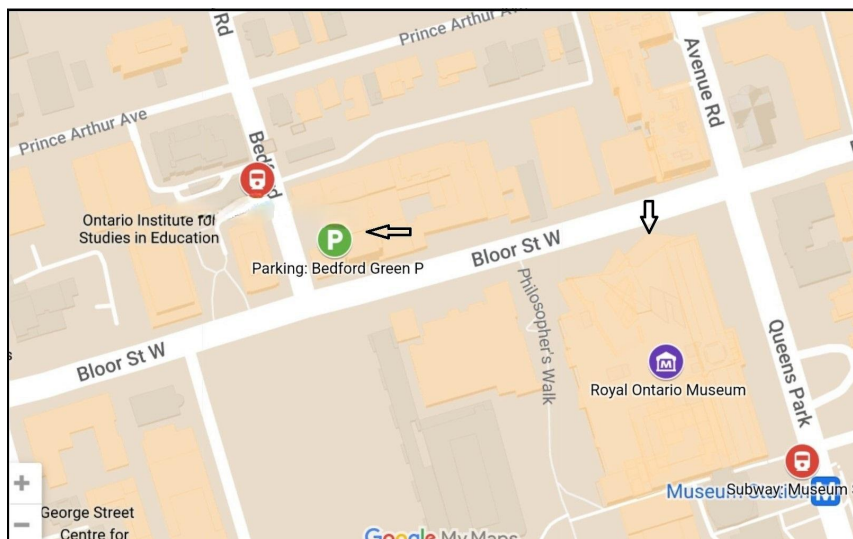 Rd
Prince Arthur
Avenue Rd
Prince Arthur Ave
Bedford
Ontario Institute for
Studies in Education
P
Parking: Bedford Green P
Bloor St W
Philosopher's Walk
Bloor St W
Queens Park
M
Royal Ontario Museum
Museum Station
Subway: Museum S
M
+
George Street
−
Centre for
Google My Maps